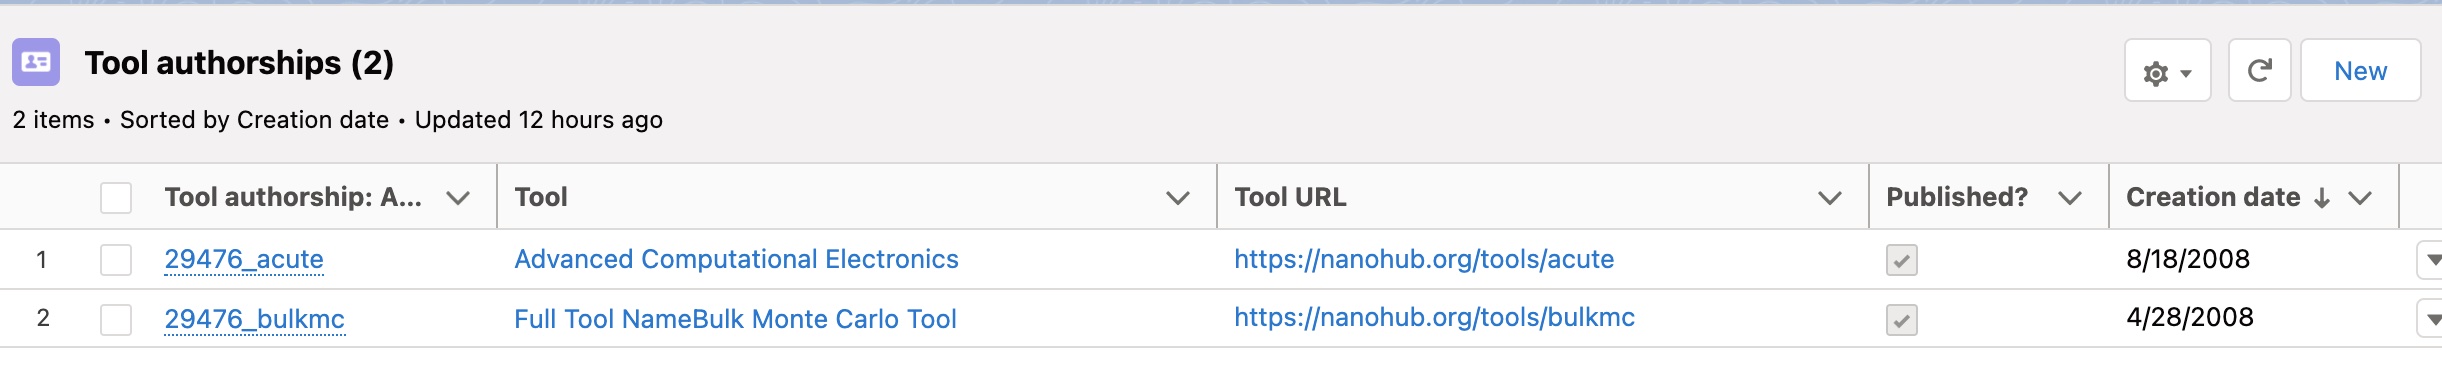 Tool authorships (2)
New
2 items • Sorted by Creation date • Updated 12 hours ago
Tool authorship: A... Tool Tool URL Published? Creation date
1 29476_acute Advanced Computational Electronics https://nanohub.org/tools/acute 8/18/2008
2 29476_bulkmc Full Tool NameBulk Monte Carlo Tool https://nanohub.org/tools/bulkmc 4/28/2008